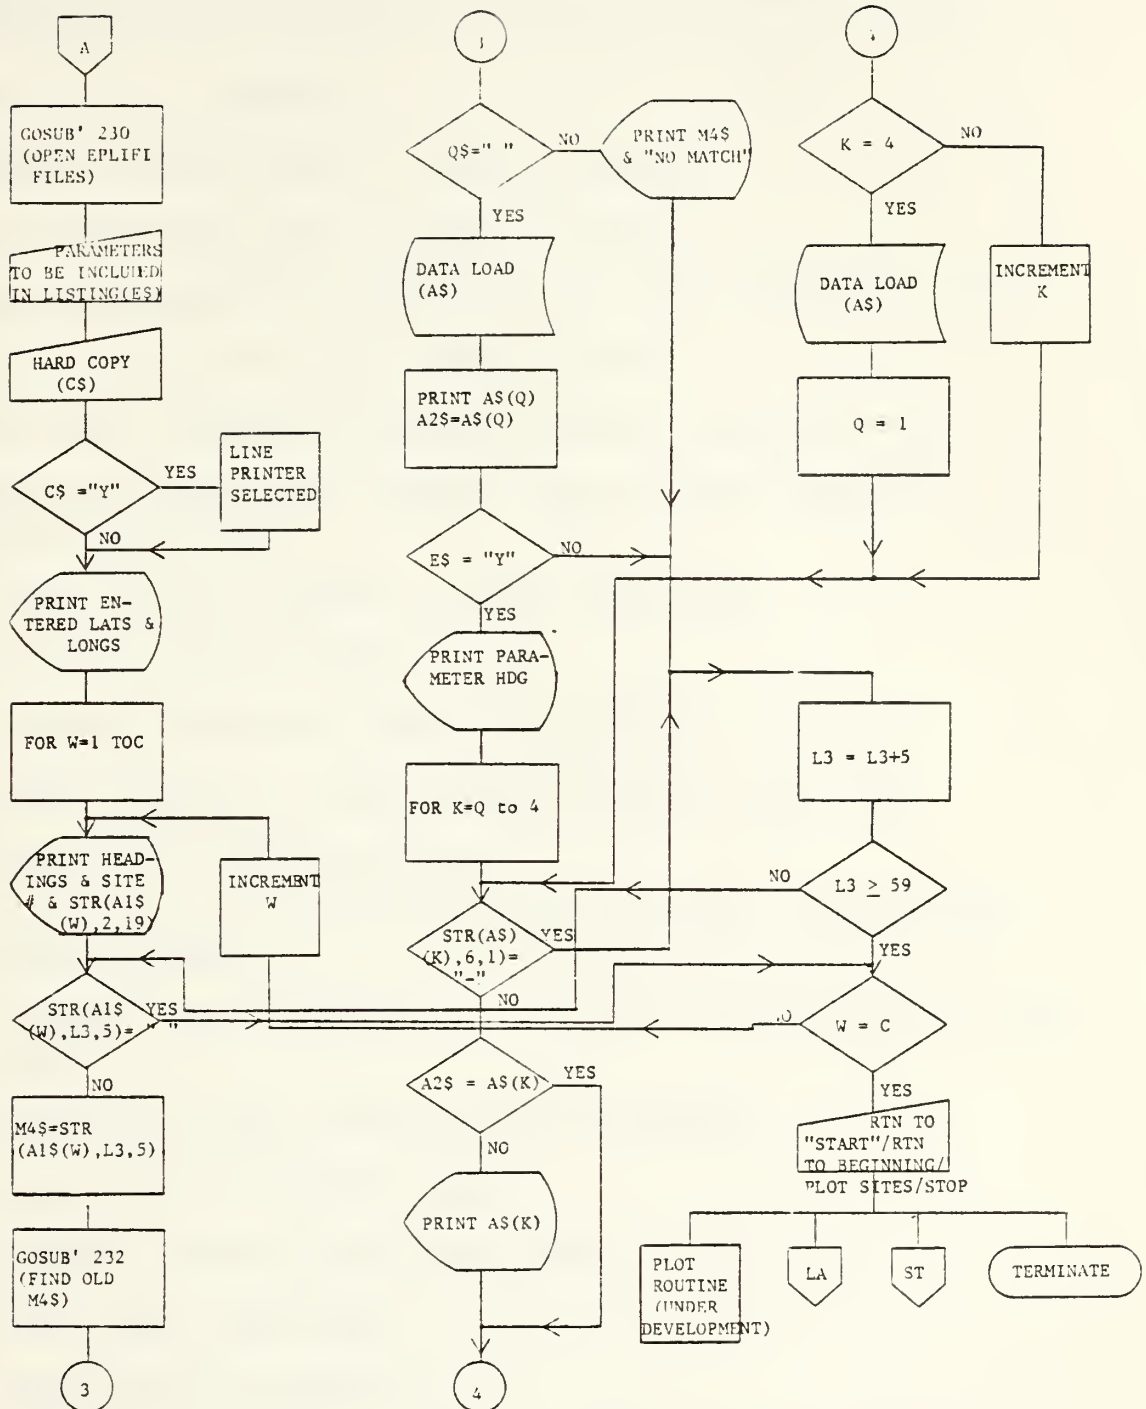 A
GOSUB' 230
(OPEN EPLIFI
FILES)
PARAMETERS
TO BE INCLUDED
IN LISTING(E$)
HARD COPY
(C$)
C$ ="Y"
YES
LINE
PRINTER
SELECTED
NO
PRINT EN-
TERED LATS &
LONGS
FOR W=1 TOC
PRINT HEAD-
INGS & SITE
# & STR(A1$
(W),2,19)
INCREMENT
W
STR(A1$
(W),L3,5)= " "
YES
NO
M4$=STR
(A1$(W),L3,5)
GOSUB' 232
(FIND OLD
M4$)
3
Q$=" "
NO
PRINT M4$
& "NO MATCH"
YES
DATA LOAD
(A$)
PRINT A$(Q)
A2$=A$(Q)
E$ = "Y"
NO
YES
PRINT PARA-
METER HDG
FOR K=Q to 4
STR(A$)
(K),6,1)=
"-"
YES
NO
A2$ = A$(K)
YES
NO
PRINT A$(K)
4
K = 4
NO
YES
DATA LOAD
(A$)
INCREMENT
K
Q = 1
L3 = L3+5
L3 ≥ 59
NO
YES
W = C
NO
YES
RTN TO
"START"/RTN
TO BEGINNING/
PLOT SITES/STOP
PLOT
ROUTINE
(UNDER
DEVELOPMENT)
LA
ST
TERMINATE